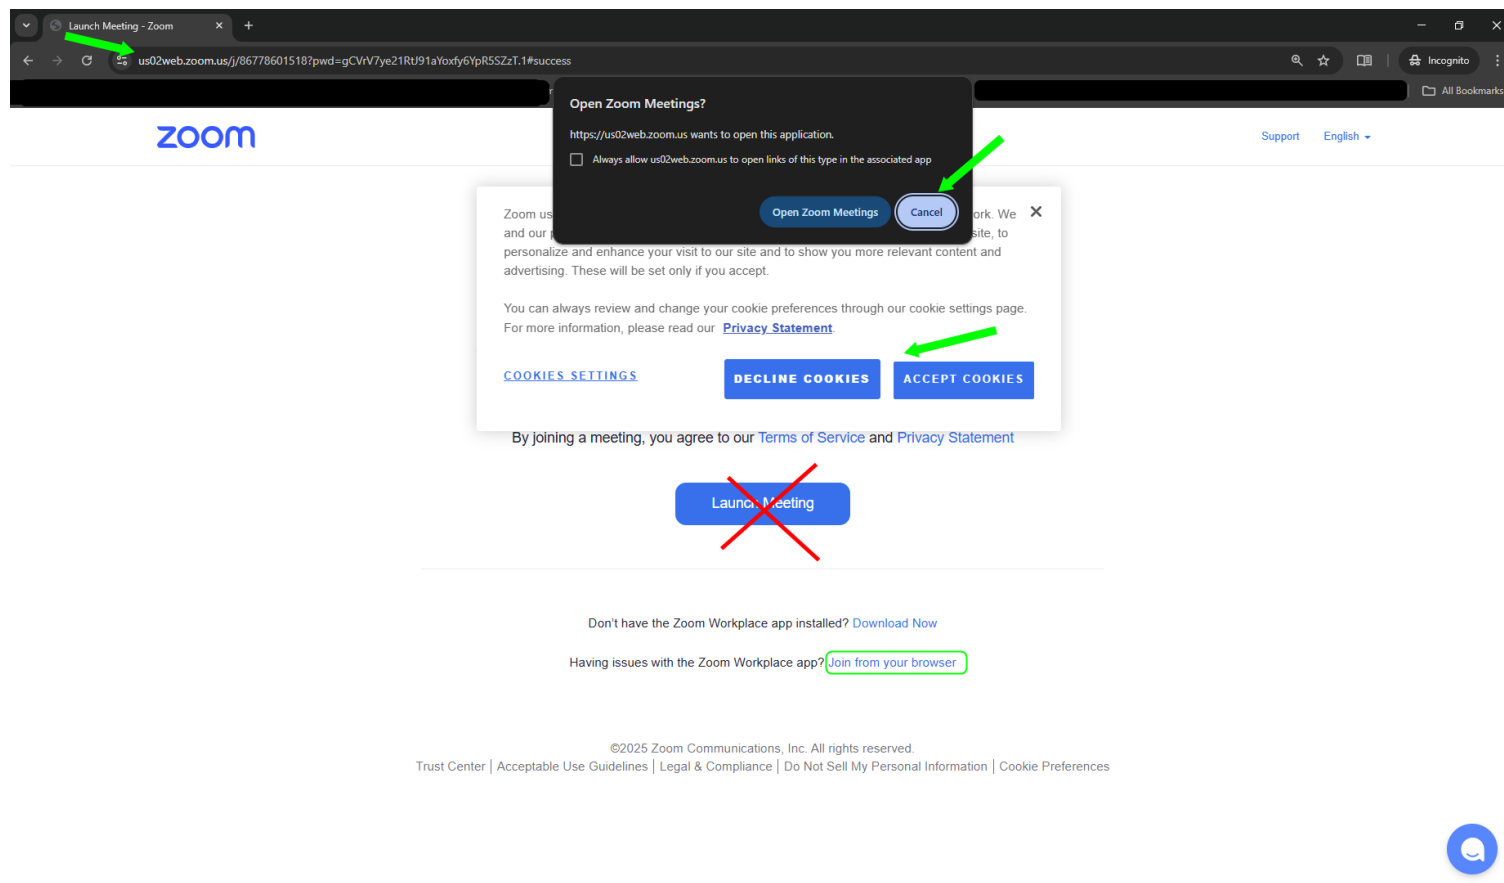 Launch Meeting - Zoom
us02web.zoom.us/j/86778601518?pwd=gCVrV7ye21RtJ91aYoxfy6YpR5SZzT.1#success
Incognito
All Bookmarks
Open Zoom Meetings?
https://us02web.zoom.us wants to open this application.
Always allow us02web.zoom.us to open links of this type in the associated app
Open Zoom Meetings
Cancel
zoom
Support
English
Zoom us ork. We
and our site, to
personalize and enhance your visit to our site and to show you more relevant content and
advertising. These will be set only if you accept.
You can always review and change your cookie preferences through our cookie settings page.
For more information, please read our Privacy Statement.
COOKIES SETTINGS
DECLINE COOKIES
ACCEPT COOKIES
By joining a meeting, you agree to our Terms of Service and Privacy Statement
Launch Meeting
Don't have the Zoom Workplace app installed? Download Now
Having issues with the Zoom Workplace app? Join from your browser
©2025 Zoom Communications, Inc. All rights reserved.
Trust Center | Acceptable Use Guidelines | Legal & Compliance | Do Not Sell My Personal Information | Cookie Preferences